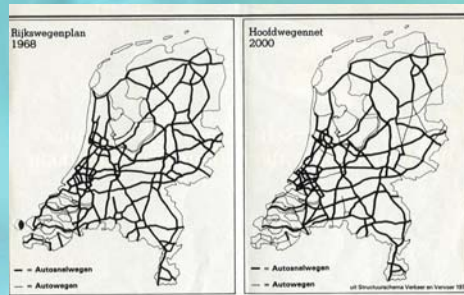 Rijkswegenplan
1968
= Autosnelwegen
= Autowegen
Hoofdwegennet
2000
= Autosnelwegen
= Autowegen
uit Structuurschema Verkeer en Vervoer